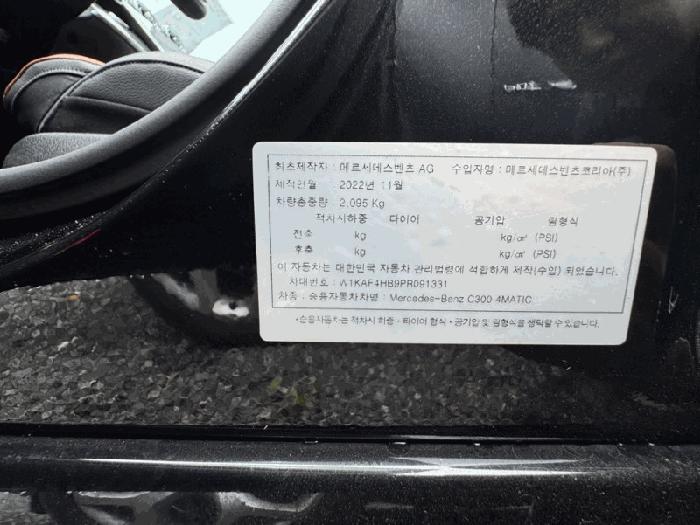 최초제작자 : 메르세데스벤츠 AG 수입자명 : 메르세데스벤츠코리아(주)
제작연월 : 2022년 11월
차량총중량 : 2,095 Kg
적차시하중 타이어 공기압 림형식
전축 kg kg/㎠ (PSI)
후축 kg kg/㎠ (PSI)
이 자동차는 대한민국 자동차 관리법령에 적합하게 제작(수입) 되었습니다.
차대번호 : W1KAF4HB9PR091331
차종 : 승용자동차 차명 : Mercedes-Benz C300 4MATIC
*승용자동차는 적차시 하중 · 타이어 형식 · 공기압 및 림형식을 생략할 수 있습니다.